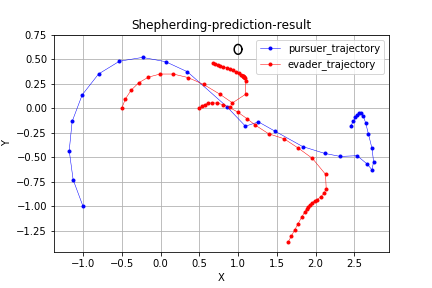 Shepherding-prediction-result
0.75
0.50
0.25
0.00
−0.25
−0.50
−0.75
−1.00
−1.25
Y
pursuer_trajectory
evader_trajectory
−1.0 −0.5 0.0 0.5 1.0 1.5 2.0 2.5
X